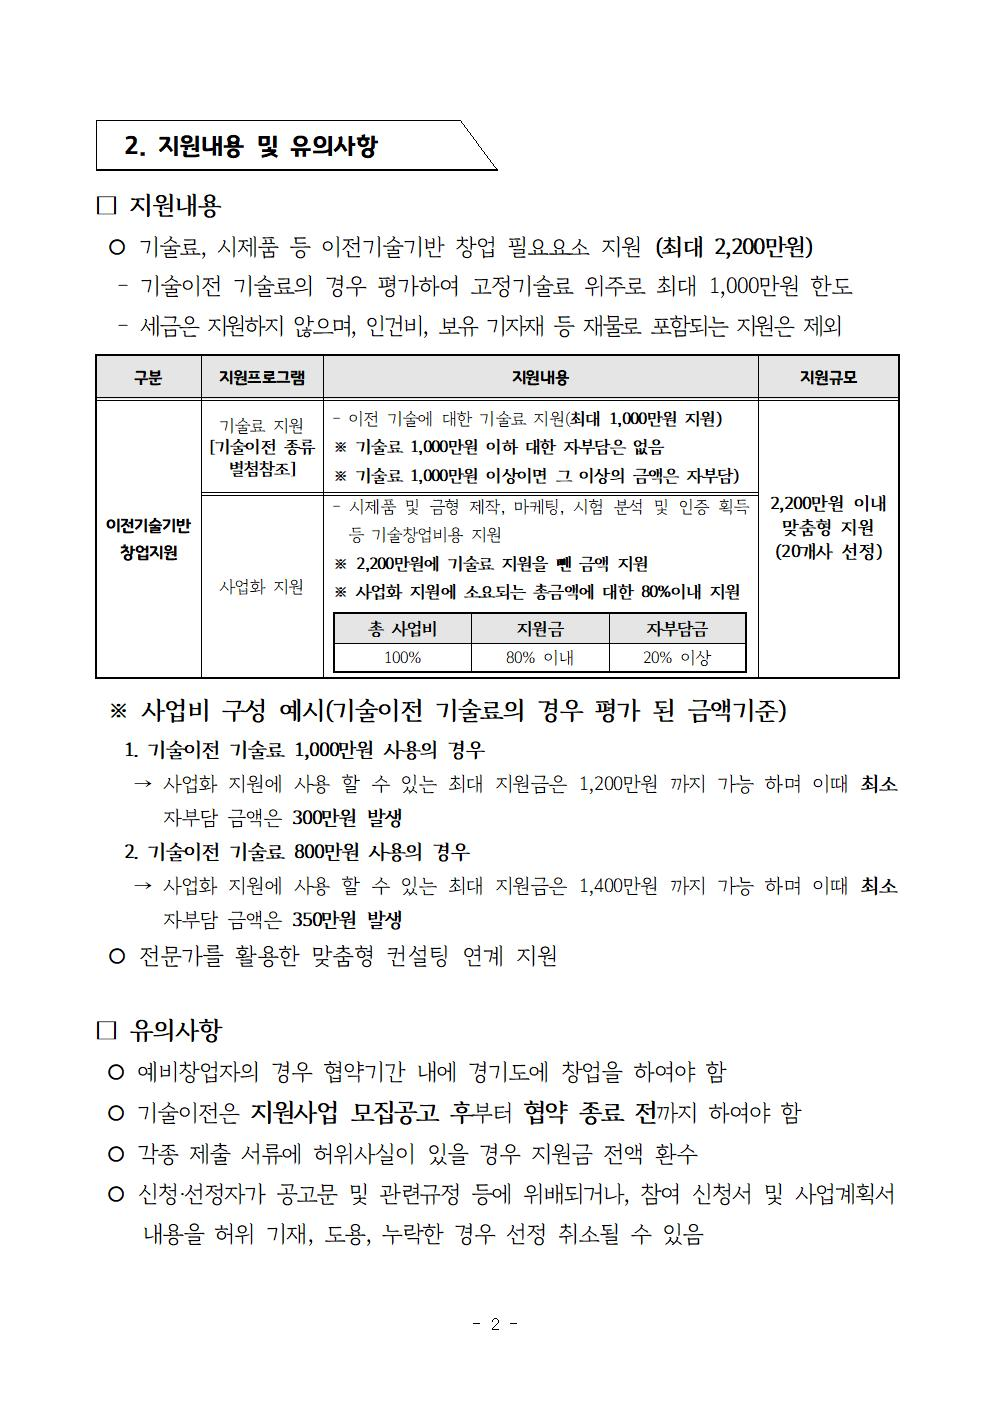 2. 지원내용 및 유의사항
□ 지원내용
○ 기술료, 시제품 등 이전기술기반 창업 필요요소 지원 (최대 2,200만원)
- 기술이전 기술료의 경우 평가하여 고정기술료 위주로 최대 1,000만원 한도
- 세금은 지원하지 않으며, 인건비, 보유 기자재 등 재물로 포함되는 지원은 제외
구분 지원프로그램 지원내용 지원규모
이전기술기반
창업지원
기술료 지원
[기술이전 종류
별첨참조]
- 이전 기술에 대한 기술료 지원(최대 1,000만원 지원)
※ 기술료 1,000만원 이하 대한 자부담은 없음
※ 기술료 1,000만원 이상이면 그 이상의 금액은 자부담)
사업화 지원
- 시제품 및 금형 제작, 마케팅, 시험 분석 및 인증 획득
등 기술창업비용 지원
※ 2,200만원에 기술료 지원을 뺀 금액 지원
※ 사업화 지원에 소요되는 총금액에 대한 80%이내 지원
총 사업비 지원금 자부담금
100% 80% 이내 20% 이상
2,200만원 이내
맞춤형 지원
(20개사 선정)
※ 사업비 구성 예시(기술이전 기술료의 경우 평가 된 금액기준)
1. 기술이전 기술료 1,000만원 사용의 경우
→ 사업화 지원에 사용 할 수 있는 최대 지원금은 1,200만원 까지 가능 하며 이때 최소
자부담 금액은 300만원 발생
2. 기술이전 기술료 800만원 사용의 경우
→ 사업화 지원에 사용 할 수 있는 최대 지원금은 1,400만원 까지 가능 하며 이때 최소
자부담 금액은 350만원 발생
○ 전문가를 활용한 맞춤형 컨설팅 연계 지원
□ 유의사항
○ 예비창업자의 경우 협약기간 내에 경기도에 창업을 하여야 함
○ 기술이전은 지원사업 모집공고 후부터 협약 종료 전까지 하여야 함
○ 각종 제출 서류에 허위사실이 있을 경우 지원금 전액 환수
○ 신청·선정자가 공고문 및 관련규정 등에 위배되거나, 참여 신청서 및 사업계획서
내용을 허위 기재, 도용, 누락한 경우 선정 취소될 수 있음
- 2 -